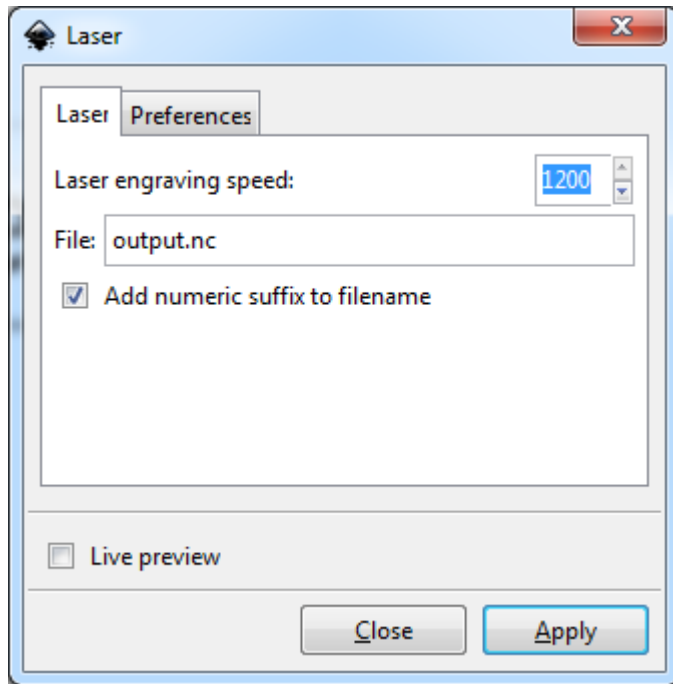 Laser
Laser Preferences
Laser engraving speed: 1200
File: output.nc
Add numeric suffix to filename
Live preview
Close Apply